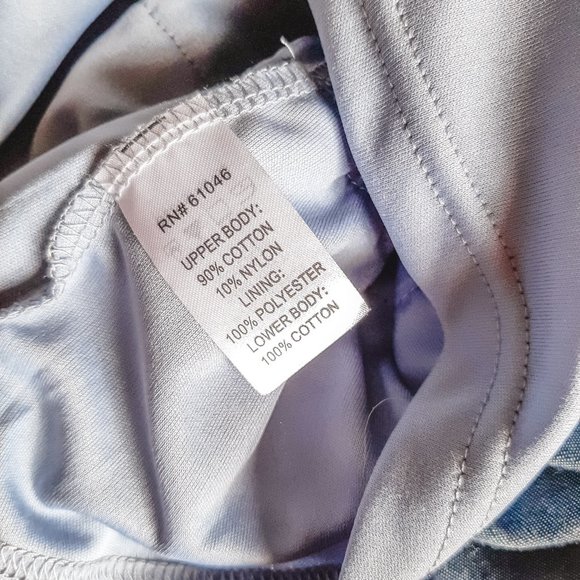 RN# 61046
UPPER BODY:
90% COTTON
10% NYLON
LINING:
100% POLYESTER
LOWER BODY:
100% COTTON